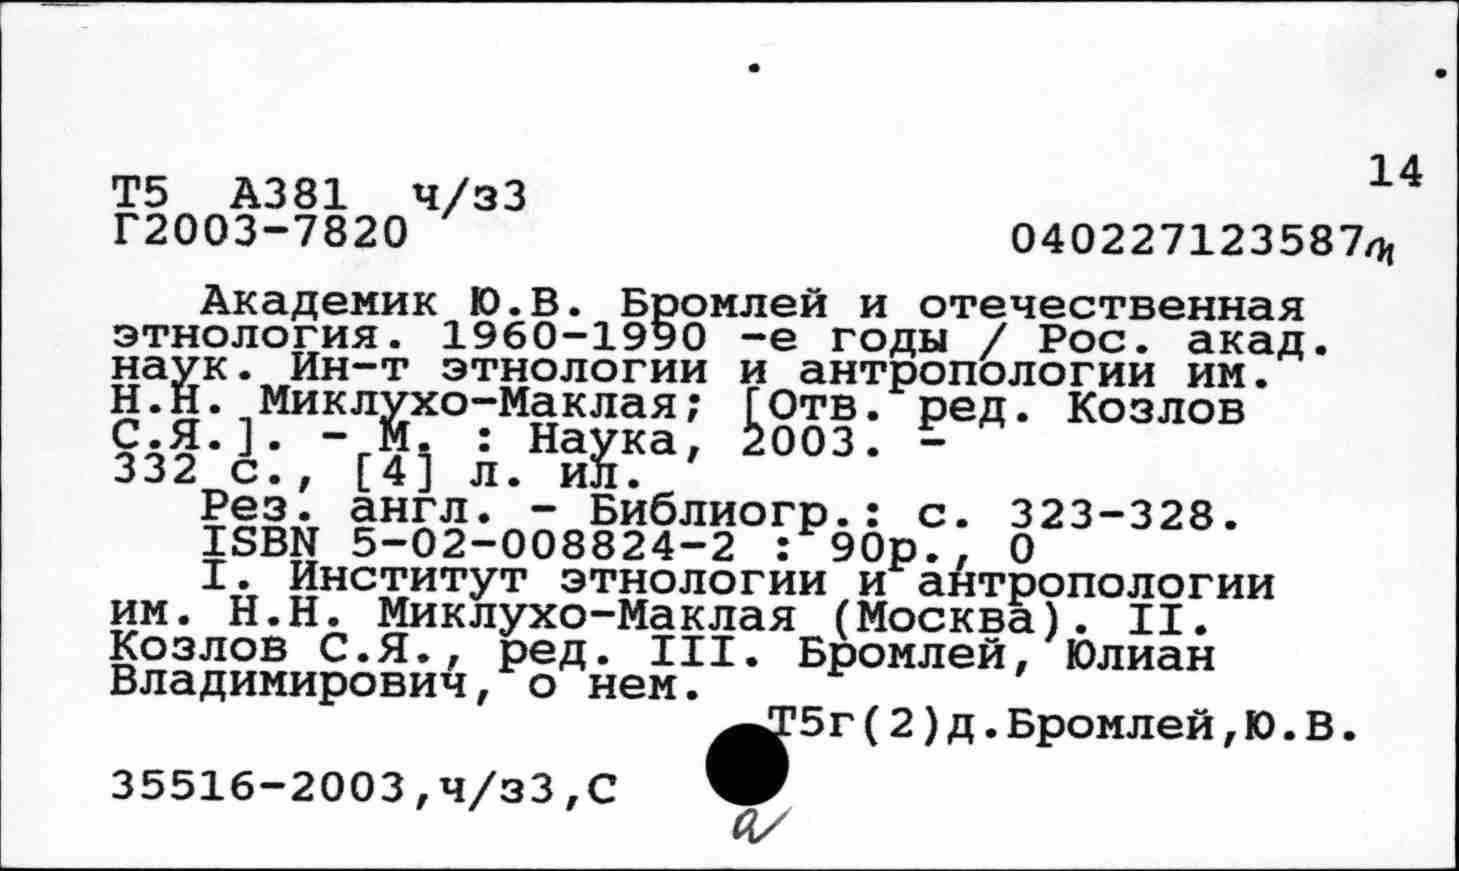 14
Т5 А381 ч/з3
Г2003-7820
040227123587
Академик Ю.В. Бромлей и отечественная
этнология. 1960-1990 -е годы / Рос. акад.
наук. Ин-т этнологии и антропологии им.
Н.Н. Миклухо-Маклая; [Отв. ред. Козлов
С.Я.]. - М. : Наука, 2003. -
332 с., [4] л. ил.
Рез. англ. - Библиогр.: с. 323-328.
ISBN 5-02-008824-2 : 90р., 0
I. Институт этнологии и антропологии
им. Н.Н. Миклухо-Маклая (Москва). II.
Козлов С.Я., ред. III. Бромлей, Юлиан
Владимирович, о нем.
Т5г(2)д.Бромлей,Ю.В.
35516-2003,ч/з3,С